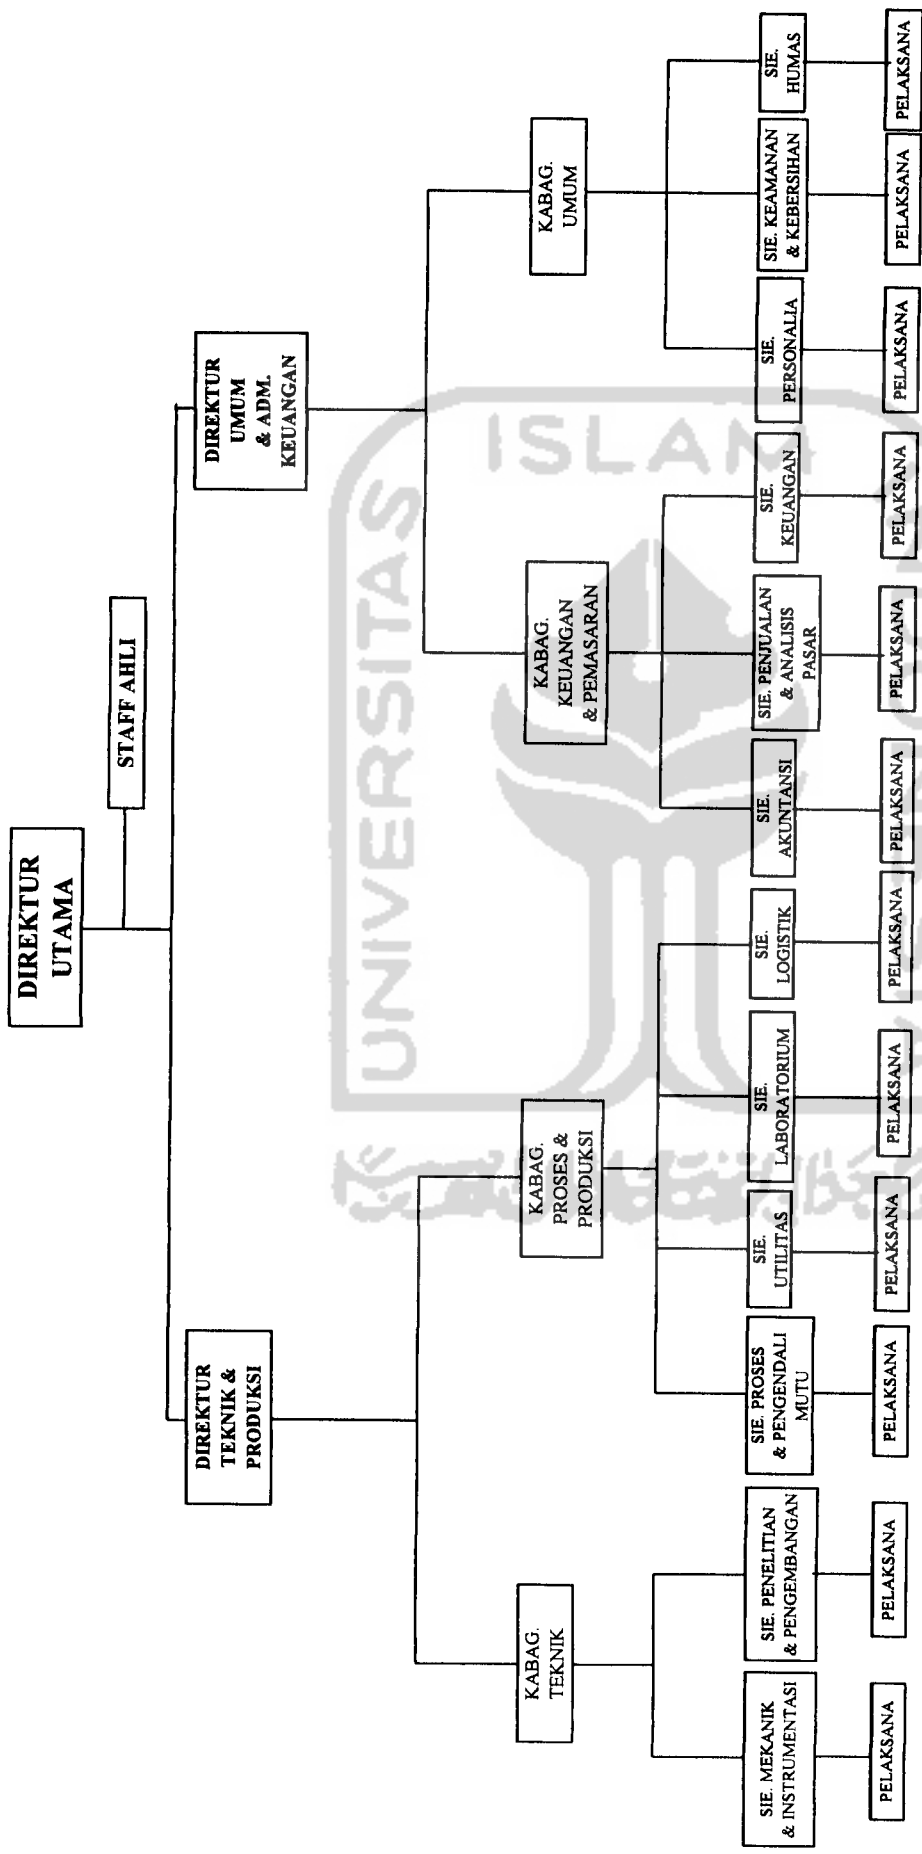 DIREKTUR
UTAMA
STAFF AHLI
DIREKTUR
TEKNIK &
PRODUKSI
DIREKTUR
UMUM
& ADM.
KEUANGAN
KABAG.
TEKNIK
KABAG.
PROSES &
PRODUKSI
KABAG.
KEUANGAN
& PEMASARAN
KABAG.
UMUM
SIE. MEKANIK
& INSTRUMENTASI
SIE. PENELITIAN
& PENGEMBANGAN
SIE. PROSES
& PENGENDALI
MUTU
SIE.
UTILITAS
SIE.
LABORATORIUM
SIE.
LOGISTIK
SIE.
AKUNTANSI
SIE. PENJUALAN
& ANALISIS
PASAR
SIE.
KEUANGAN
SIE.
PERSONALIA
SIE. KEAMANAN
& KEBERSIHAN
SIE.
HUMAS
PELAKSANA
PELAKSANA
PELAKSANA
PELAKSANA
PELAKSANA
PELAKSANA
PELAKSANA
PELAKSANA
PELAKSANA
PELAKSANA
PELAKSANA
PELAKSANA
UNIVERSITAS
ISLAM